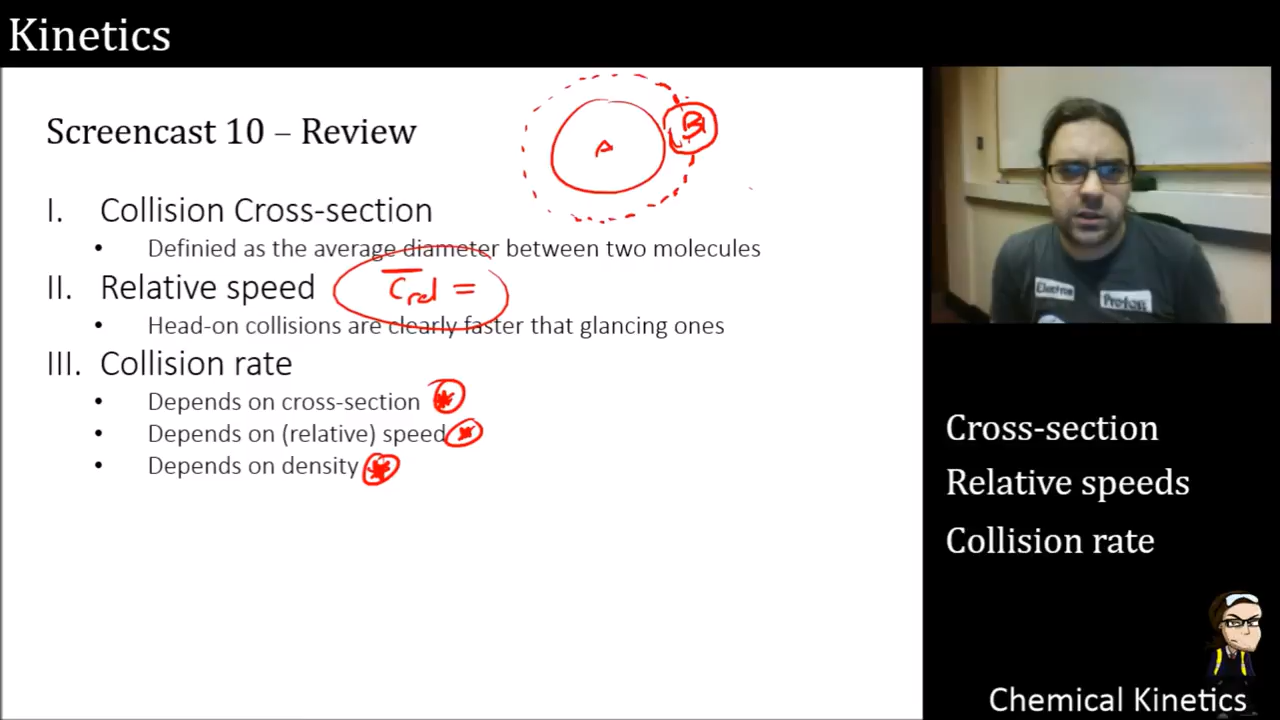 Kinetics
Screencast 10 – Review
A
B
I. Collision Cross-section
• Definied as the average diameter between two molecules
II. Relative speed c̅rel =
• Head-on collisions are clearly faster that glancing ones
III. Collision rate
• Depends on cross-section
• Depends on (relative) speed
• Depends on density
Electron
Cross-section
Relative speeds
Collision rate
Chemical Kinetics